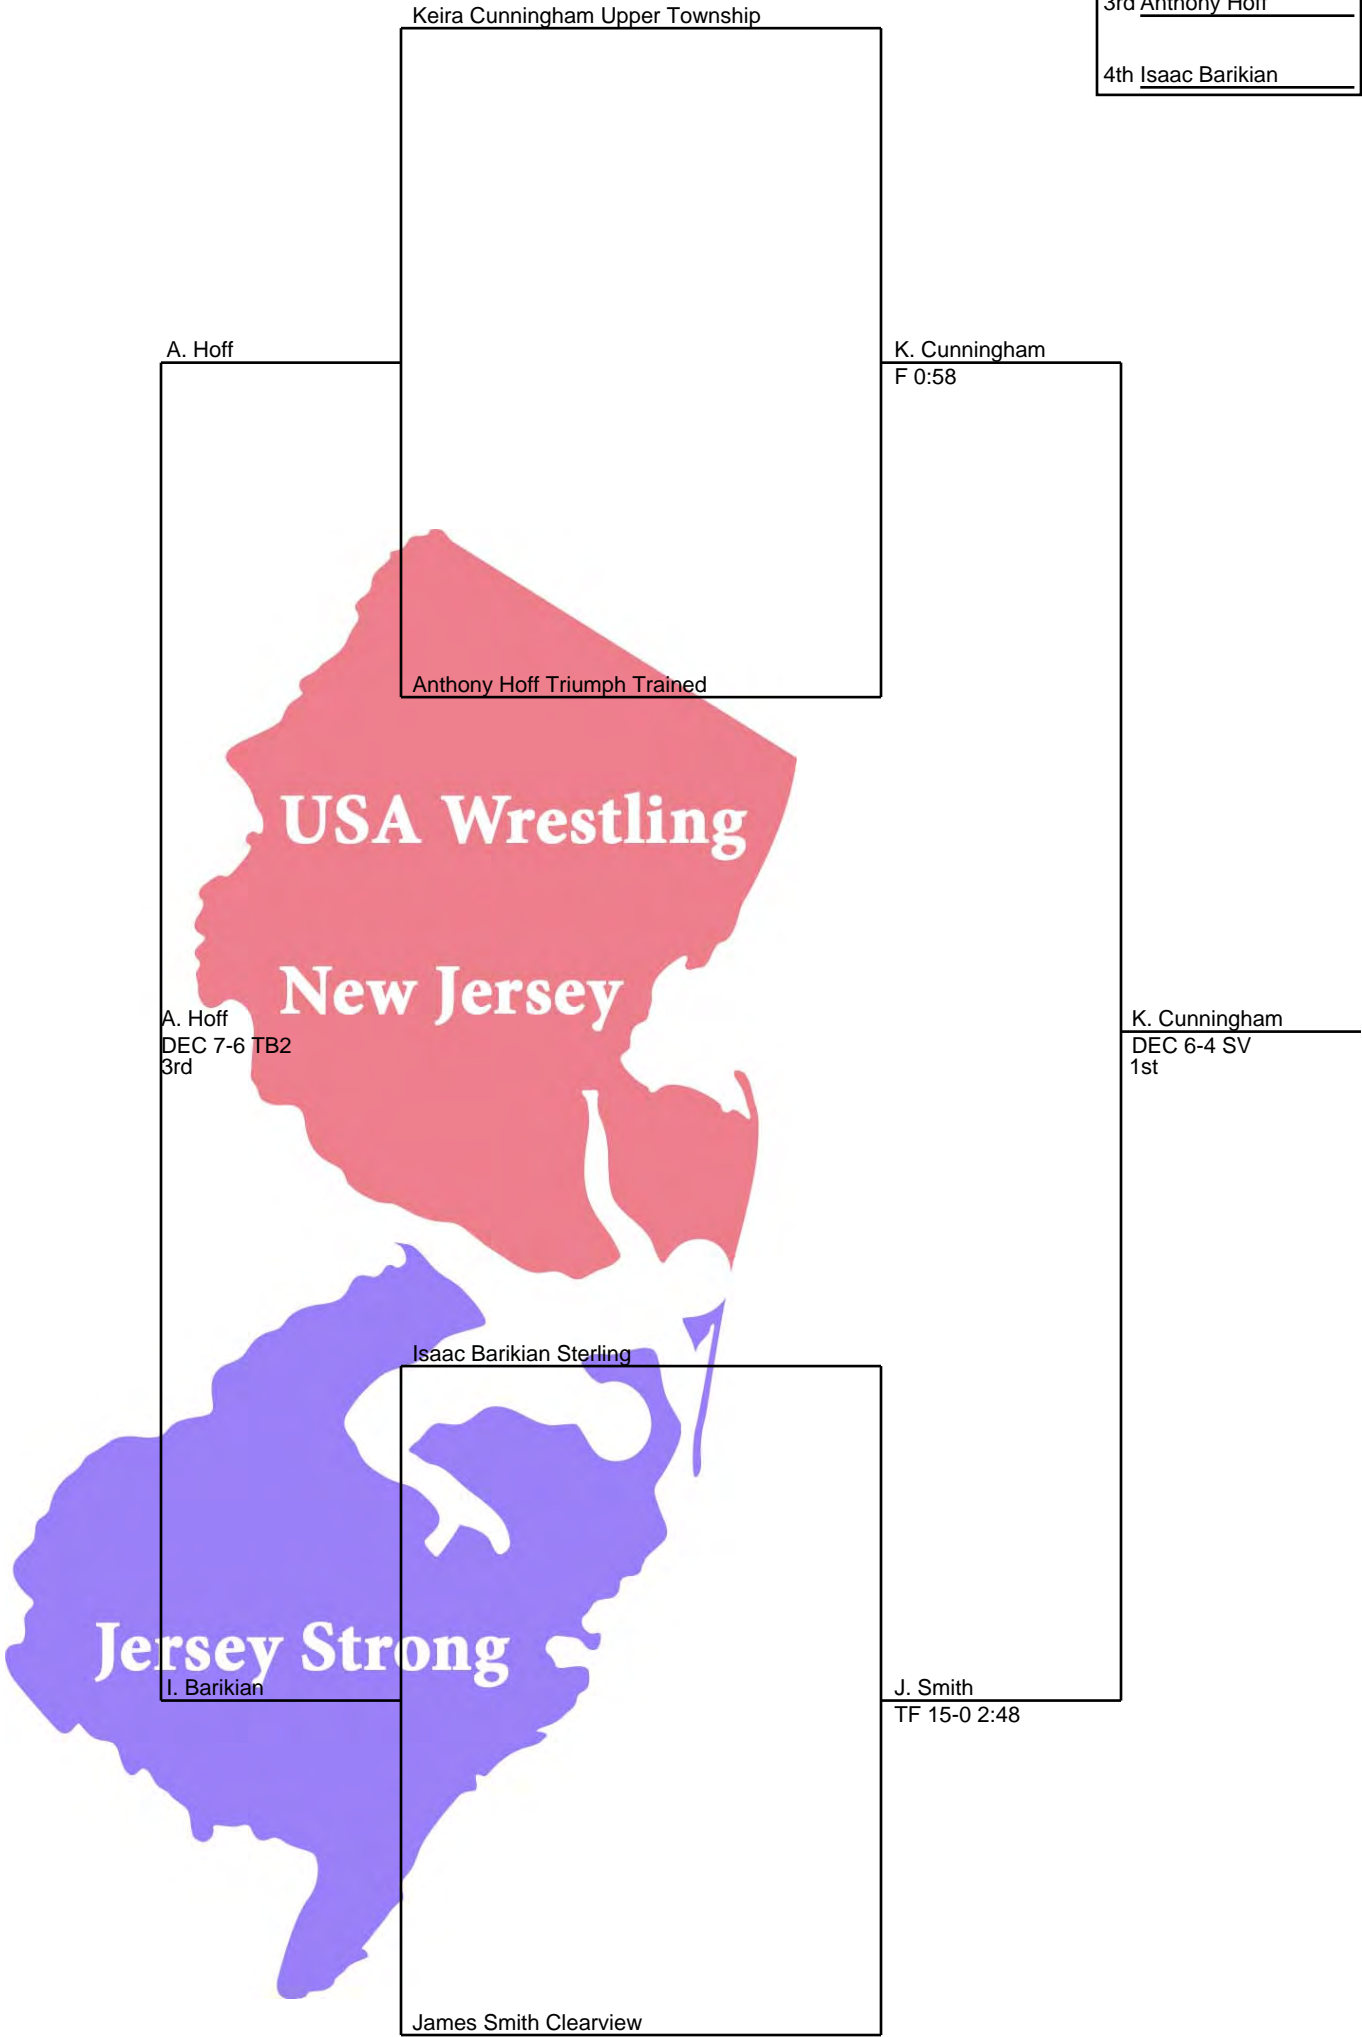 3rd Anthony Hoff
Keira Cunningham Upper Township
4th Isaac Barikian
A. Hoff
K. Cunningham
F 0:58
Anthony Hoff Triumph Trained
USA Wrestling
New Jersey
A. Hoff
DEC 7-6 TB2
3rd
K. Cunningham
DEC 6-4 SV
1st
Isaac Barikian Sterling
Jersey Strong
I. Barikian
J. Smith
TF 15-0 2:48
James Smith Clearview